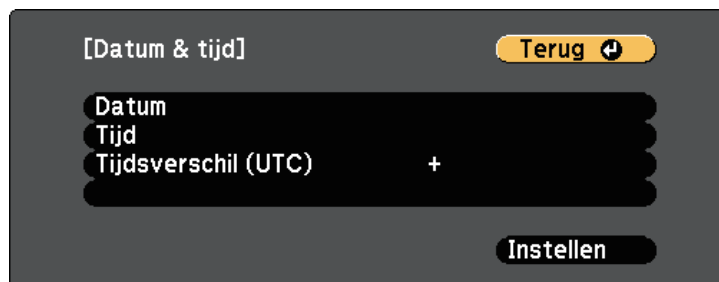 [Datum & tijd]
Terug
Datum
Tijd
Tijdsverschil (UTC) +
Instellen